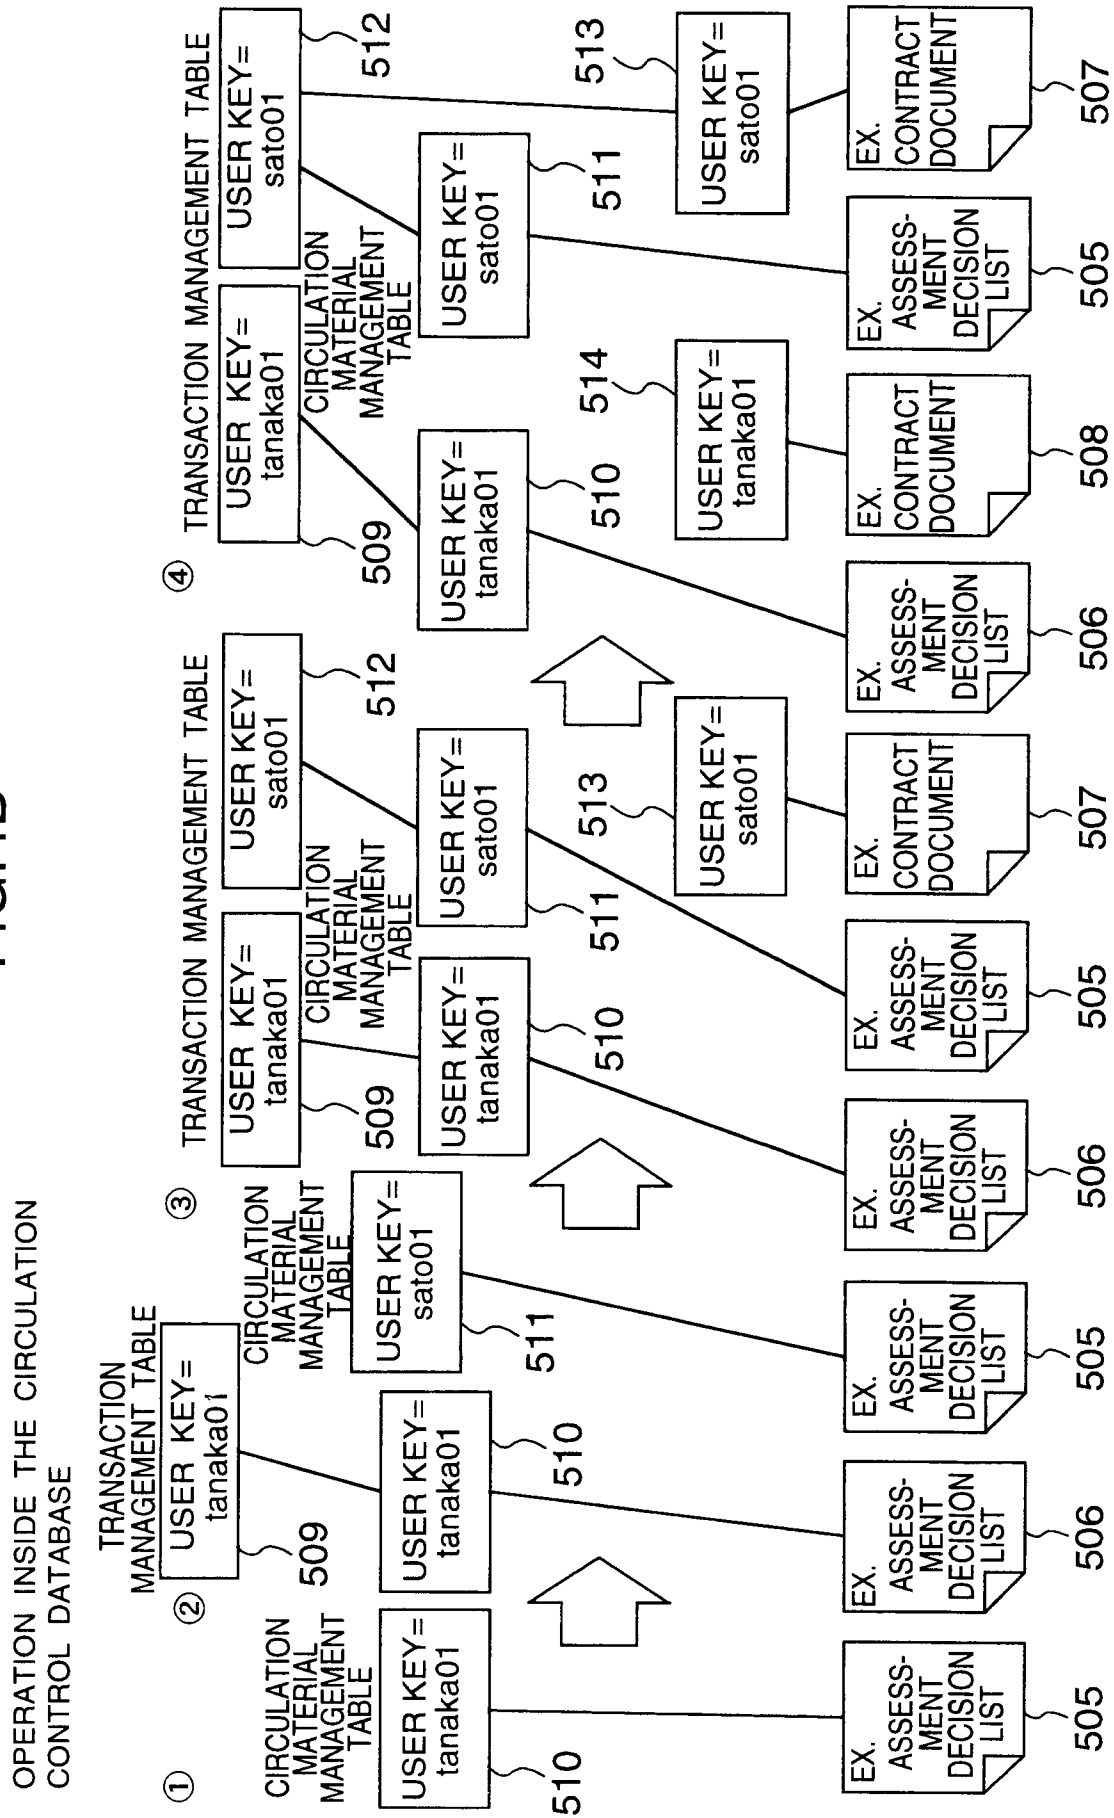 OPERATION INSIDE THE CIRCULATION
CONTROL DATABASE
①
CIRCULATION
MATERIAL
MANAGEMENT
TABLE
USER KEY=
tanaka01
510
EX.
ASSESS-
MENT
DECISION
LIST
505
②
TRANSACTION
MANAGEMENT TABLE
USER KEY=
tanaka01
509
USER KEY=
tanaka01
510
EX.
ASSESS-
MENT
DECISION
LIST
506
CIRCULATION
MATERIAL
MANAGEMENT
TABLE
USER KEY=
sato01
511
EX.
ASSESS-
MENT
DECISION
LIST
505
③
TRANSACTION MANAGEMENT TABLE
USER KEY=
tanaka01
509
USER KEY=
sato01
512
CIRCULATION
MATERIAL
MANAGEMENT
TABLE
USER KEY=
tanaka01
510
USER KEY=
sato01
511
USER KEY=
sato01
513
EX.
ASSESS-
MENT
DECISION
LIST
506
EX.
ASSESS-
MENT
DECISION
LIST
505
EX.
CONTRACT
DOCUMENT
507
④
TRANSACTION MANAGEMENT TABLE
USER KEY=
tanaka01
509
USER KEY=
sato01
512
CIRCULATION
MATERIAL
MANAGEMENT
TABLE
USER KEY=
tanaka01
510
USER KEY=
sato01
511
USER KEY=
tanaka01
514
USER KEY=
sato01
513
EX.
ASSESS-
MENT
DECISION
LIST
506
EX.
CONTRACT
DOCUMENT
508
EX.
ASSESS-
MENT
DECISION
LIST
505
EX.
CONTRACT
DOCUMENT
507